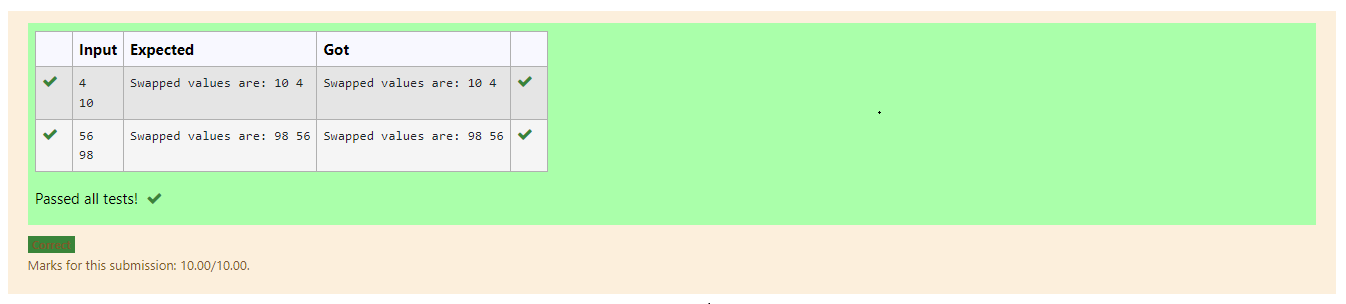 Input Expected Got
4 Swapped values are: 10 4 Swapped values are: 10 4
10
56 Swapped values are: 98 56 Swapped values are: 98 56
98
Passed all tests!
Correct
Marks for this submission: 10.00/10.00.